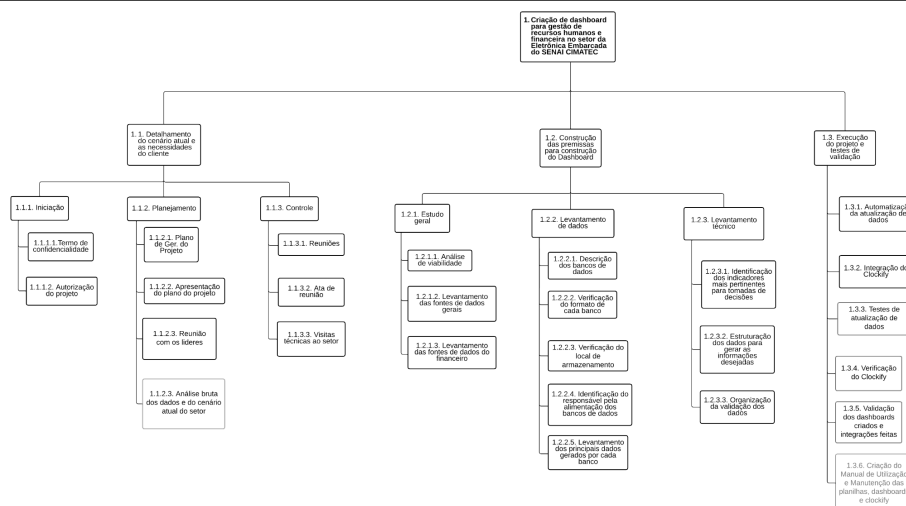 1. Criação de dashboard
para gestão de
recursos humanos e
financeira no setor da
Eletrônica Embarcada
do SENAI CIMATEC
1. 1. Detalhamento
do cenário atual e
as necessidades
do cliente
1.1.1. Iniciação
1.1.1.1.Termo de
confidencialidade
1.1.1.2. Autorização
do projeto
1.1.2. Planejamento
1.1.2.1. Plano
de Ger. do
Projeto
1.1.2.2. Apresentação
do plano do projeto
1.1.2.3. Reunião
com os lideres
1.1.2.3. Análise bruta
dos dados e do cenário
atual do setor
1.1.3. Controle
1.1.3.1. Reuniões
1.1.3.2. Ata de
reunião
1.1.3.3. Visitas
técnicas ao setor
1.2. Construção
das premissas
para construção
do Dashboard
1.2.1. Estudo
geral
1.2.1.1. Análise
de viabilidade
1.2.1.2. Levantamento
das fontes de dados
gerais
1.2.1.3. Levantamento
das fontes de dados do
financeiro
1.2.2. Levantamento
de dados
1.2.2.1. Descrição
dos bancos de
dados
1.2.2.2. Verificação
do formato de
cada banco
1.2.2.3. Verificação do
local de
armazenamento
1.2.2.4. Identificação do
responsável pela
alimentação dos
bancos de dados
1.2.2.5. Levantamento
dos principais dados
gerados por cada
banco
1.2.3. Levantamento
técnico
1.2.3.1. Identificação
dos indicadores
mais pertinentes
para tomadas de
decisões
1.2.3.2. Estruturação
dos dados para
gerar as
informações
desejadas
1.2.3.3. Organização
da validação dos
dados
1.3. Execução
do projeto e
testes de
validação
1.3.1. Automatizaçã
da atualização de
dados
1.3.2. Integração do
Clockify
1.3.3. Testes de
atualização de
dados
1.3.4. Verificação
do Clockify
1.3.5. Validação
dos dashboards
criados e
integrações feitas
1.3.6. Criação do
Manual de Utilização
e Manutenção das
planilhas, dashboard
e clockify